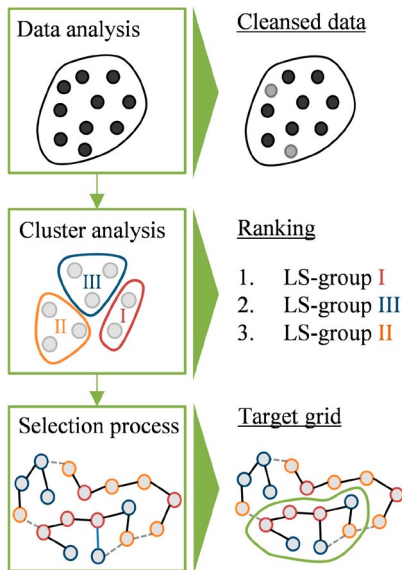 Data analysis
Cleansed data
Cluster analysis
III
II
I
Ranking
1. LS-group I
2. LS-group III
3. LS-group II
Selection process
Target grid